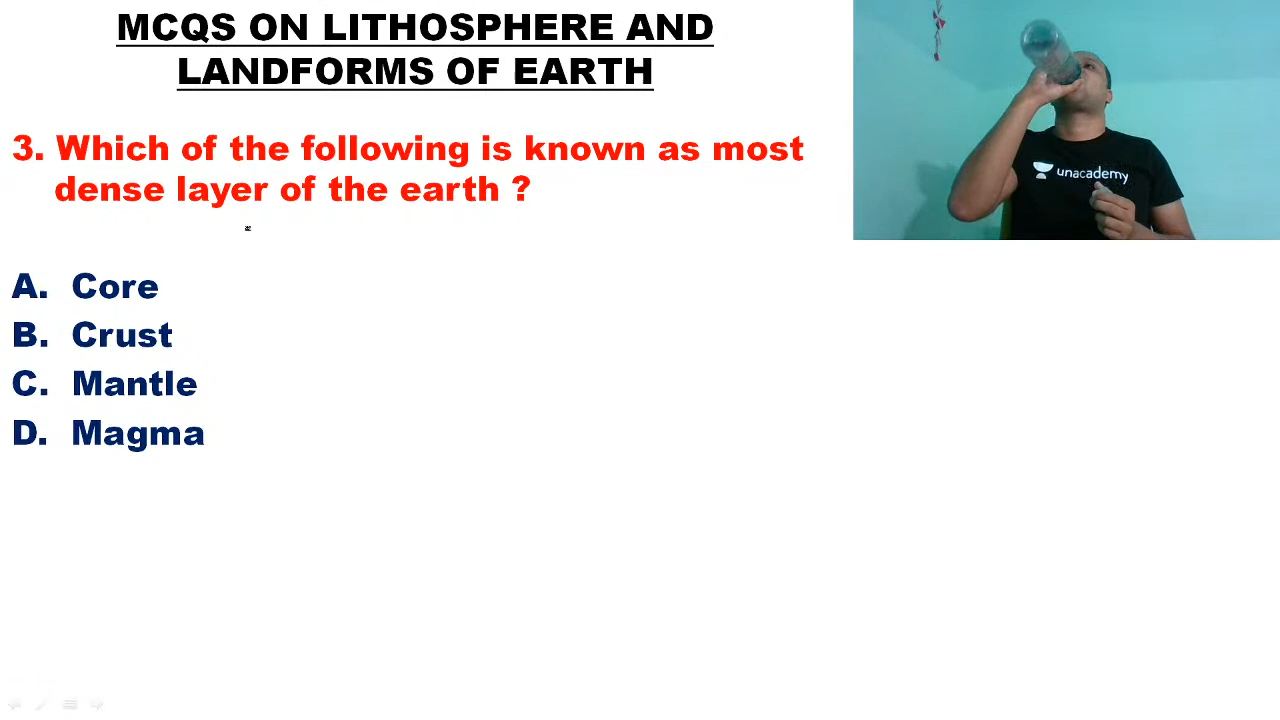 MCQS ON LITHOSPHERE AND
LANDFORMS OF EARTH
3. Which of the following is known as most
dense layer of the earth ?
A. Core
B. Crust
C. Mantle
D. Magma
unacademy